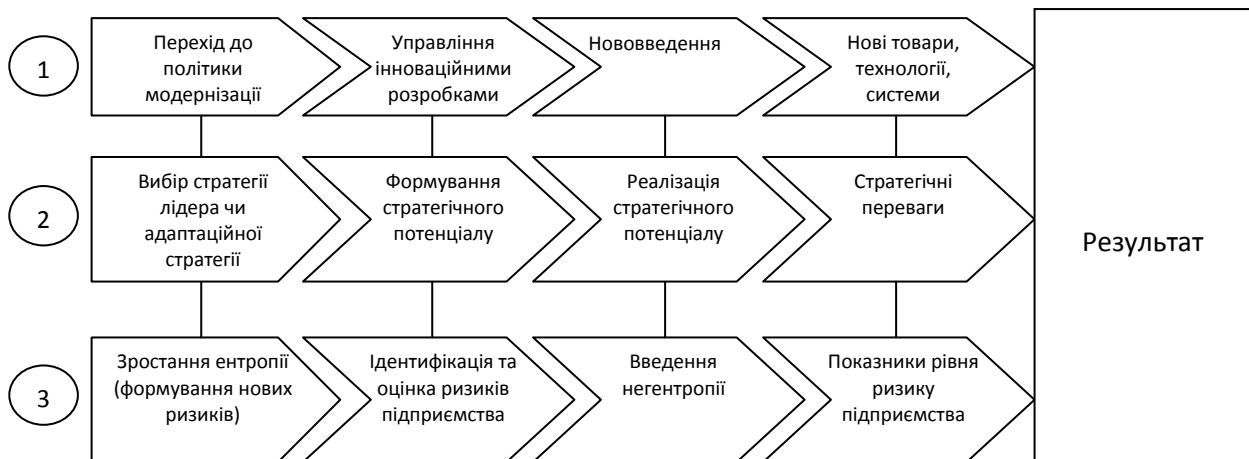 1
Перехід до
політики
модернізації
Управління
інноваційними
розробками
Нововведення
Нові товари,
технології,
системи
2
Вибір стратегії
лідера чи
адаптаційної
стратегії
Формування
стратегічного
потенціалу
Реалізація
стратегічного
потенціалу
Стратегічні
переваги
3
Зростання ентропії
(формування нових
ризиків)
Ідентифікація та
оцінка ризиків
підприємства
Введення
негентропії
Показники рівня
ризику
підприємства
Результат